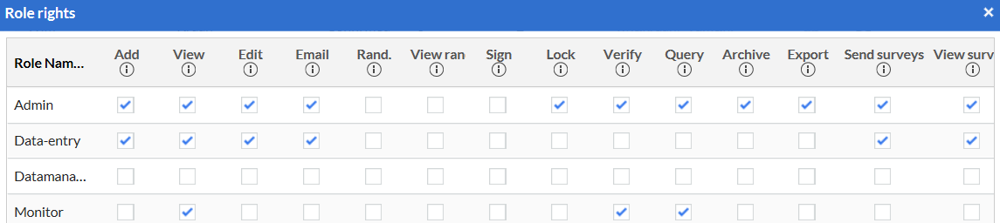 Role rights
Role Nam... Add View Edit Email Rand. View ran Sign Lock Verify Query Archive Export Send surveys View surv
Admin
Data-entry
Datamana...
Monitor